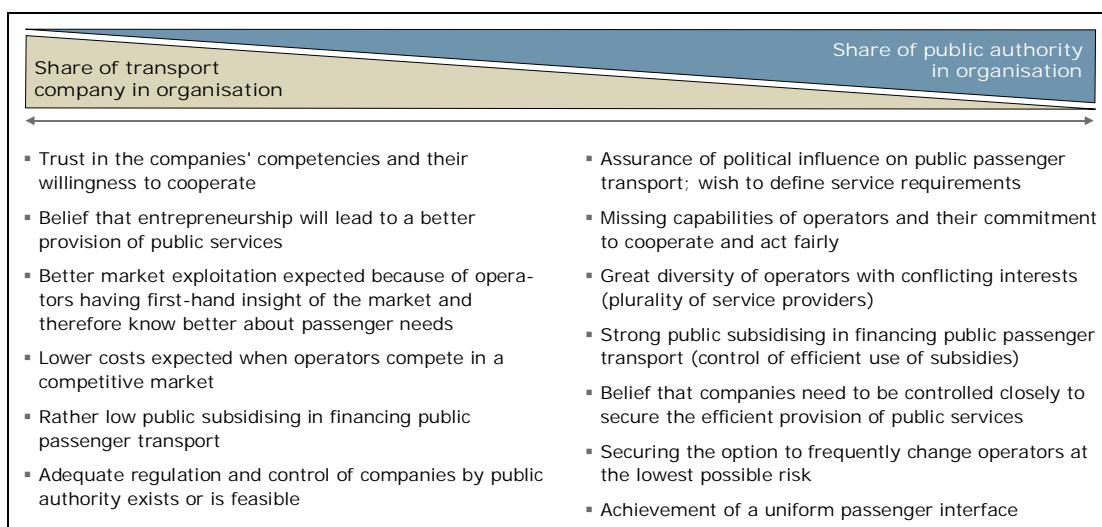 Share of public authority
in organisation
Share of transport
company in organisation
▪ Trust in the companies' competencies and their
willingness to cooperate
▪ Belief that entrepreneurship will lead to a better
provision of public services
▪ Better market exploitation expected because of opera-
tors having first-hand insight of the market and
therefore know better about passenger needs
▪ Lower costs expected when operators compete in a
competitive market
▪ Rather low public subsidising in financing public
passenger transport
▪ Adequate regulation and control of companies by public
authority exists or is feasible
▪ Assurance of political influence on public passenger
transport; wish to define service requirements
▪ Missing capabilities of operators and their commitment
to cooperate and act fairly
▪ Great diversity of operators with conflicting interests
(plurality of service providers)
▪ Strong public subsidising in financing public passenger
transport (control of efficient use of subsidies)
▪ Belief that companies need to be controlled closely to
secure the efficient provision of public services
▪ Securing the option to frequently change operators at
the lowest possible risk
▪ Achievement of a uniform passenger interface